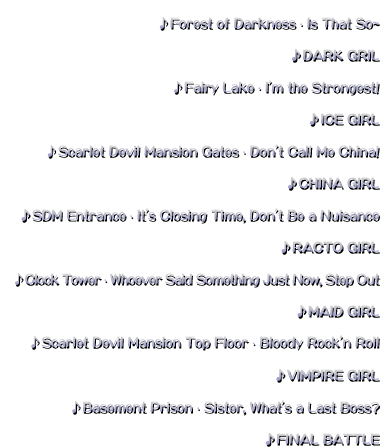 ♪Forest of Darkness · Is That So~
♪DARK GRIL
♪Fairy Lake · I'm the Strongest!
♪ICE GIRL
♪Scarlet Devil Mansion Gates · Don't Call Me China!
♪CHINA GIRL
♪SDM Entrance · It's Closing Time, Don't Be a Nuisance
♪RACTO GIRL
♪Clock Tower · Whoever Said Something Just Now, Step Out
♪MAID GIRL
♪Scarlet Devil Mansion Top Floor · Bloody Rock'n Roll
♪VIMPIRE GIRL
♪Basement Prison · Sister, What's a Last Boss?
♪FINAL BATTLE